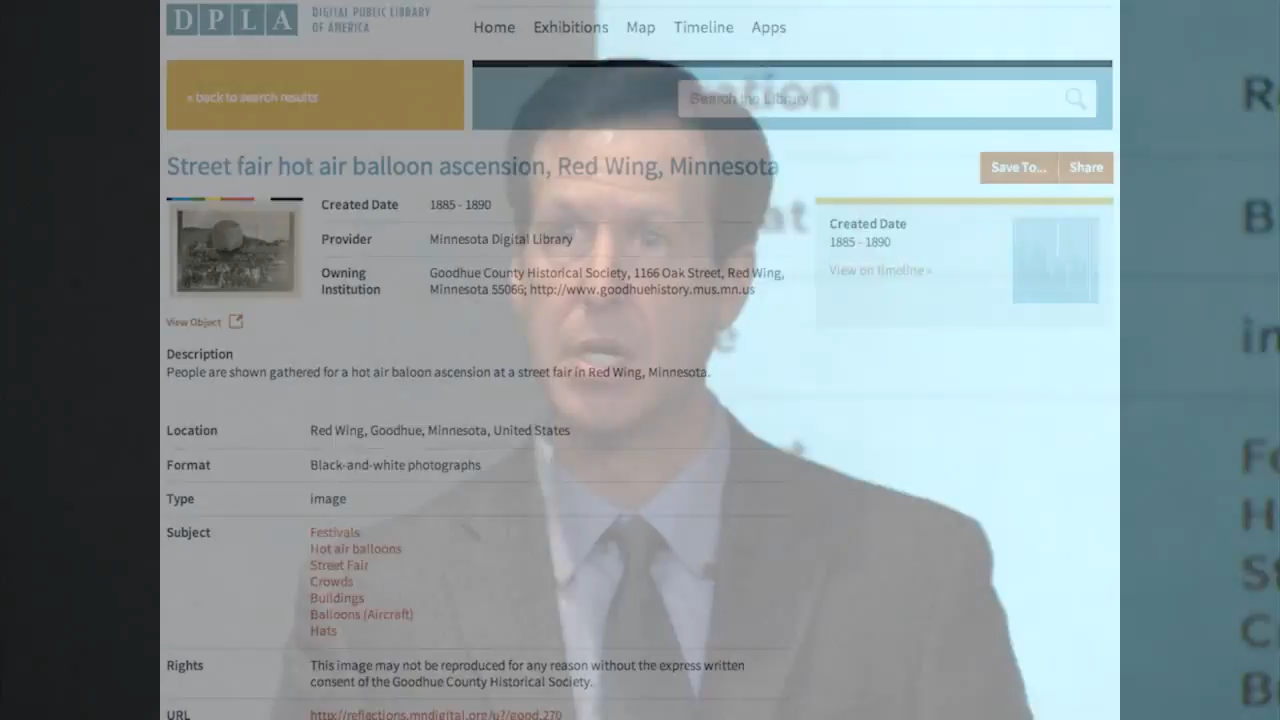 DPLA
DIGITAL PUBLIC LIBRARY
OF AMERICA
Home Exhibitions Map Timeline Apps
« back to search results
Search the Library
Street fair hot air balloon ascension, Red Wing, Minnesota
Save To... Share
Created Date 1885 - 1890
Provider Minnesota Digital Library
Owning Institution Goodhue County Historical Society, 1166 Oak Street, Red Wing,
Minnesota 55066; http://www.goodhuehistory.mus.mn.us
Created Date
1885 - 1890
View on timeline »
View Object
Description
People are shown gathered for a hot air baloon ascension at a street fair in Red Wing, Minnesota.
Location Red Wing, Goodhue, Minnesota, United States
Format Black-and-white photographs
Type image
Subject Festivals
Hot air balloons
Street Fair
Crowds
Buildings
Balloons (Aircraft)
Hats
Rights This image may not be reproduced for any reason without the express written
consent of the Goodhue County Historical Society.
URL http://reflections.mndigital.org/u?/good,270